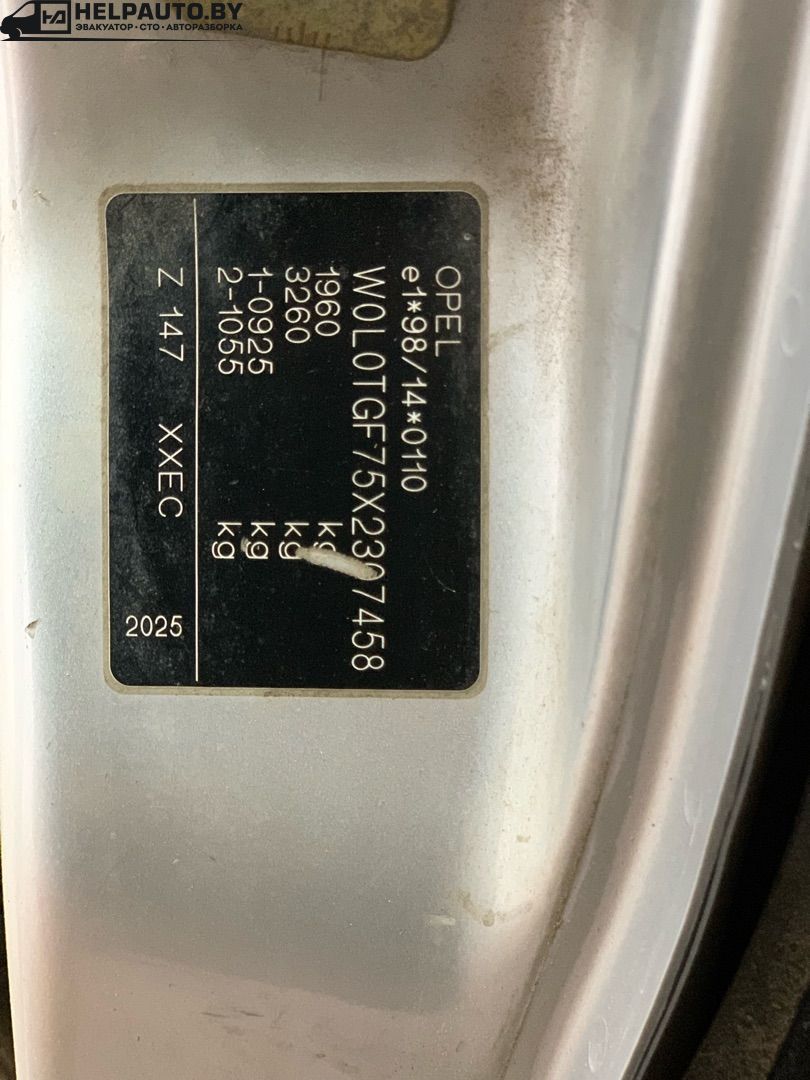 HELPAUTO.BY
ЭВАКУАТОР · СТО · АВТОРАЗБОРКА
OPEL
e1*98/14*0110
W0L0TGF75X2307458
1960 kg
3260 kg
1-0925 kg
2-1055 kg
Z 147 XXEC 2025